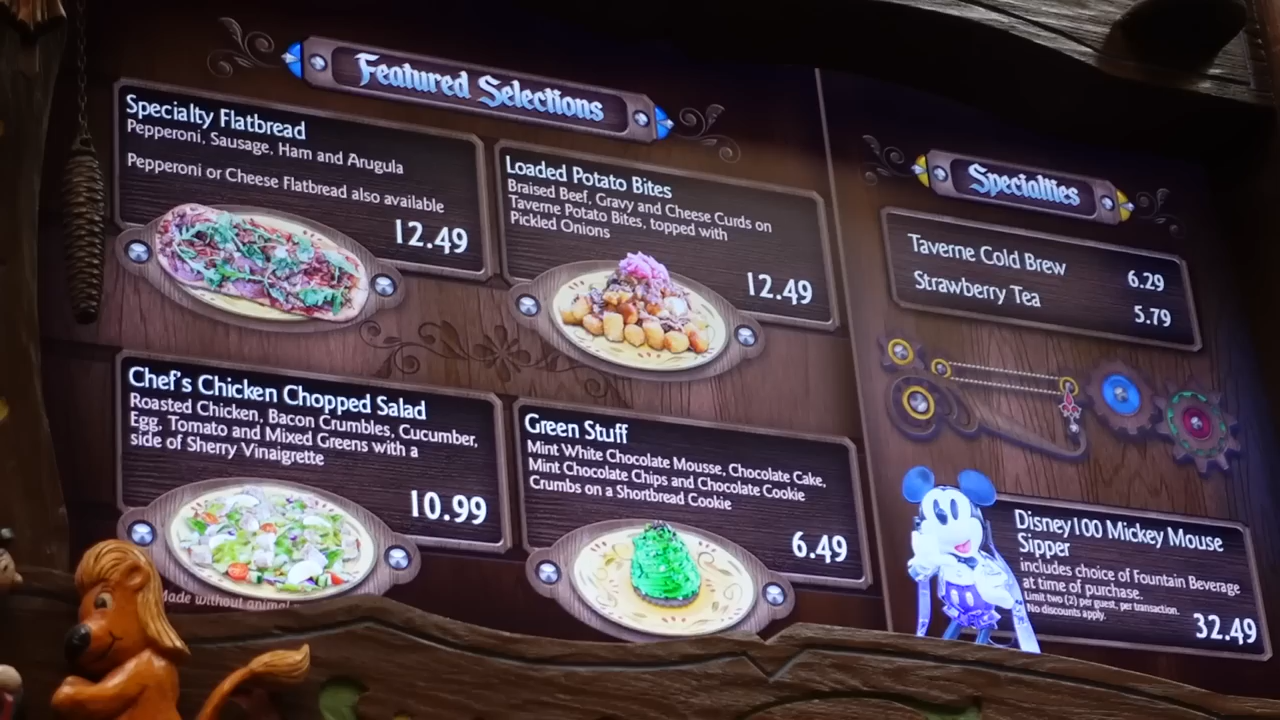 Featured Selections
Specialty Flatbread
Pepperoni, Sausage, Ham and Arugula
Pepperoni or Cheese Flatbread also available
12.49
Loaded Potato Bites
Braised Beef, Gravy and Cheese Curds on
Taverne Potato Bites, topped with
Pickled Onions
12.49
Chef's Chicken Chopped Salad
Roasted Chicken, Bacon Crumbles, Cucumber,
Egg, Tomato and Mixed Greens with a
side of Sherry Vinaigrette
10.99
Made without animal
Green Stuff
Mint White Chocolate Mousse, Chocolate Cake,
Mint Chocolate Chips and Chocolate Cookie
Crumbs on a Shortbread Cookie
6.49
Specialties
Taverne Cold Brew 6.29
Strawberry Tea 5.79
Disney100 Mickey Mouse
Sipper
includes choice of Fountain Beverage
at time of purchase.
Limit two (2) per guest, per transaction.
No discounts apply.
32.49